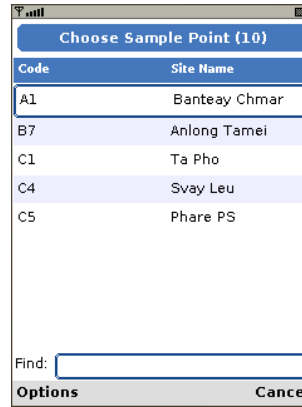 Choose Sample Point (10)
Code Site Name
A1 Banteay Chmar
B7 Anlong Tamei
C1 Ta Pho
C4 Svay Leu
C5 Phare PS
Find:
Options Cance